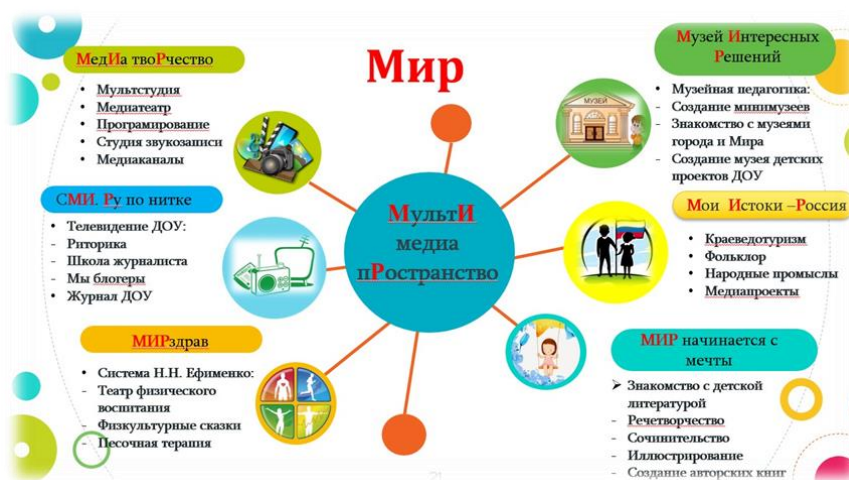 Мир
МедИа твоРчество
• Мультстудия
• Медиатеатр
• Програмирование
• Студия звукозаписи
• Медиаканалы
СМИ. Ру по нитке
• Телевидение ДОУ:
- Риторика
- Школа журналиста
- Мы блогеры
• Журнал ДОУ
МИРздрав
• Система Н.Н. Ефименко:
- Театр физического
воспитания
- Физкультурные сказки
- Песочная терапия
МультИ
медиа
пРостранство
МУЗЕЙ
Музей Интересных
Решений
• Музейная педагогика:
- Создание минимузеев
- Знакомство с музеями
города и Мира
- Создание музея детских
проектов ДОУ
Мои Истоки –Россия
• Краеведотуризм
• Фольклор
• Народные промыслы
• Медиапроекты
МИР начинается с
мечты
➢ Знакомство с детской
литературой
- Речетворчество
- Сочинительство
- Иллюстрирование
- Создание авторских книг
21